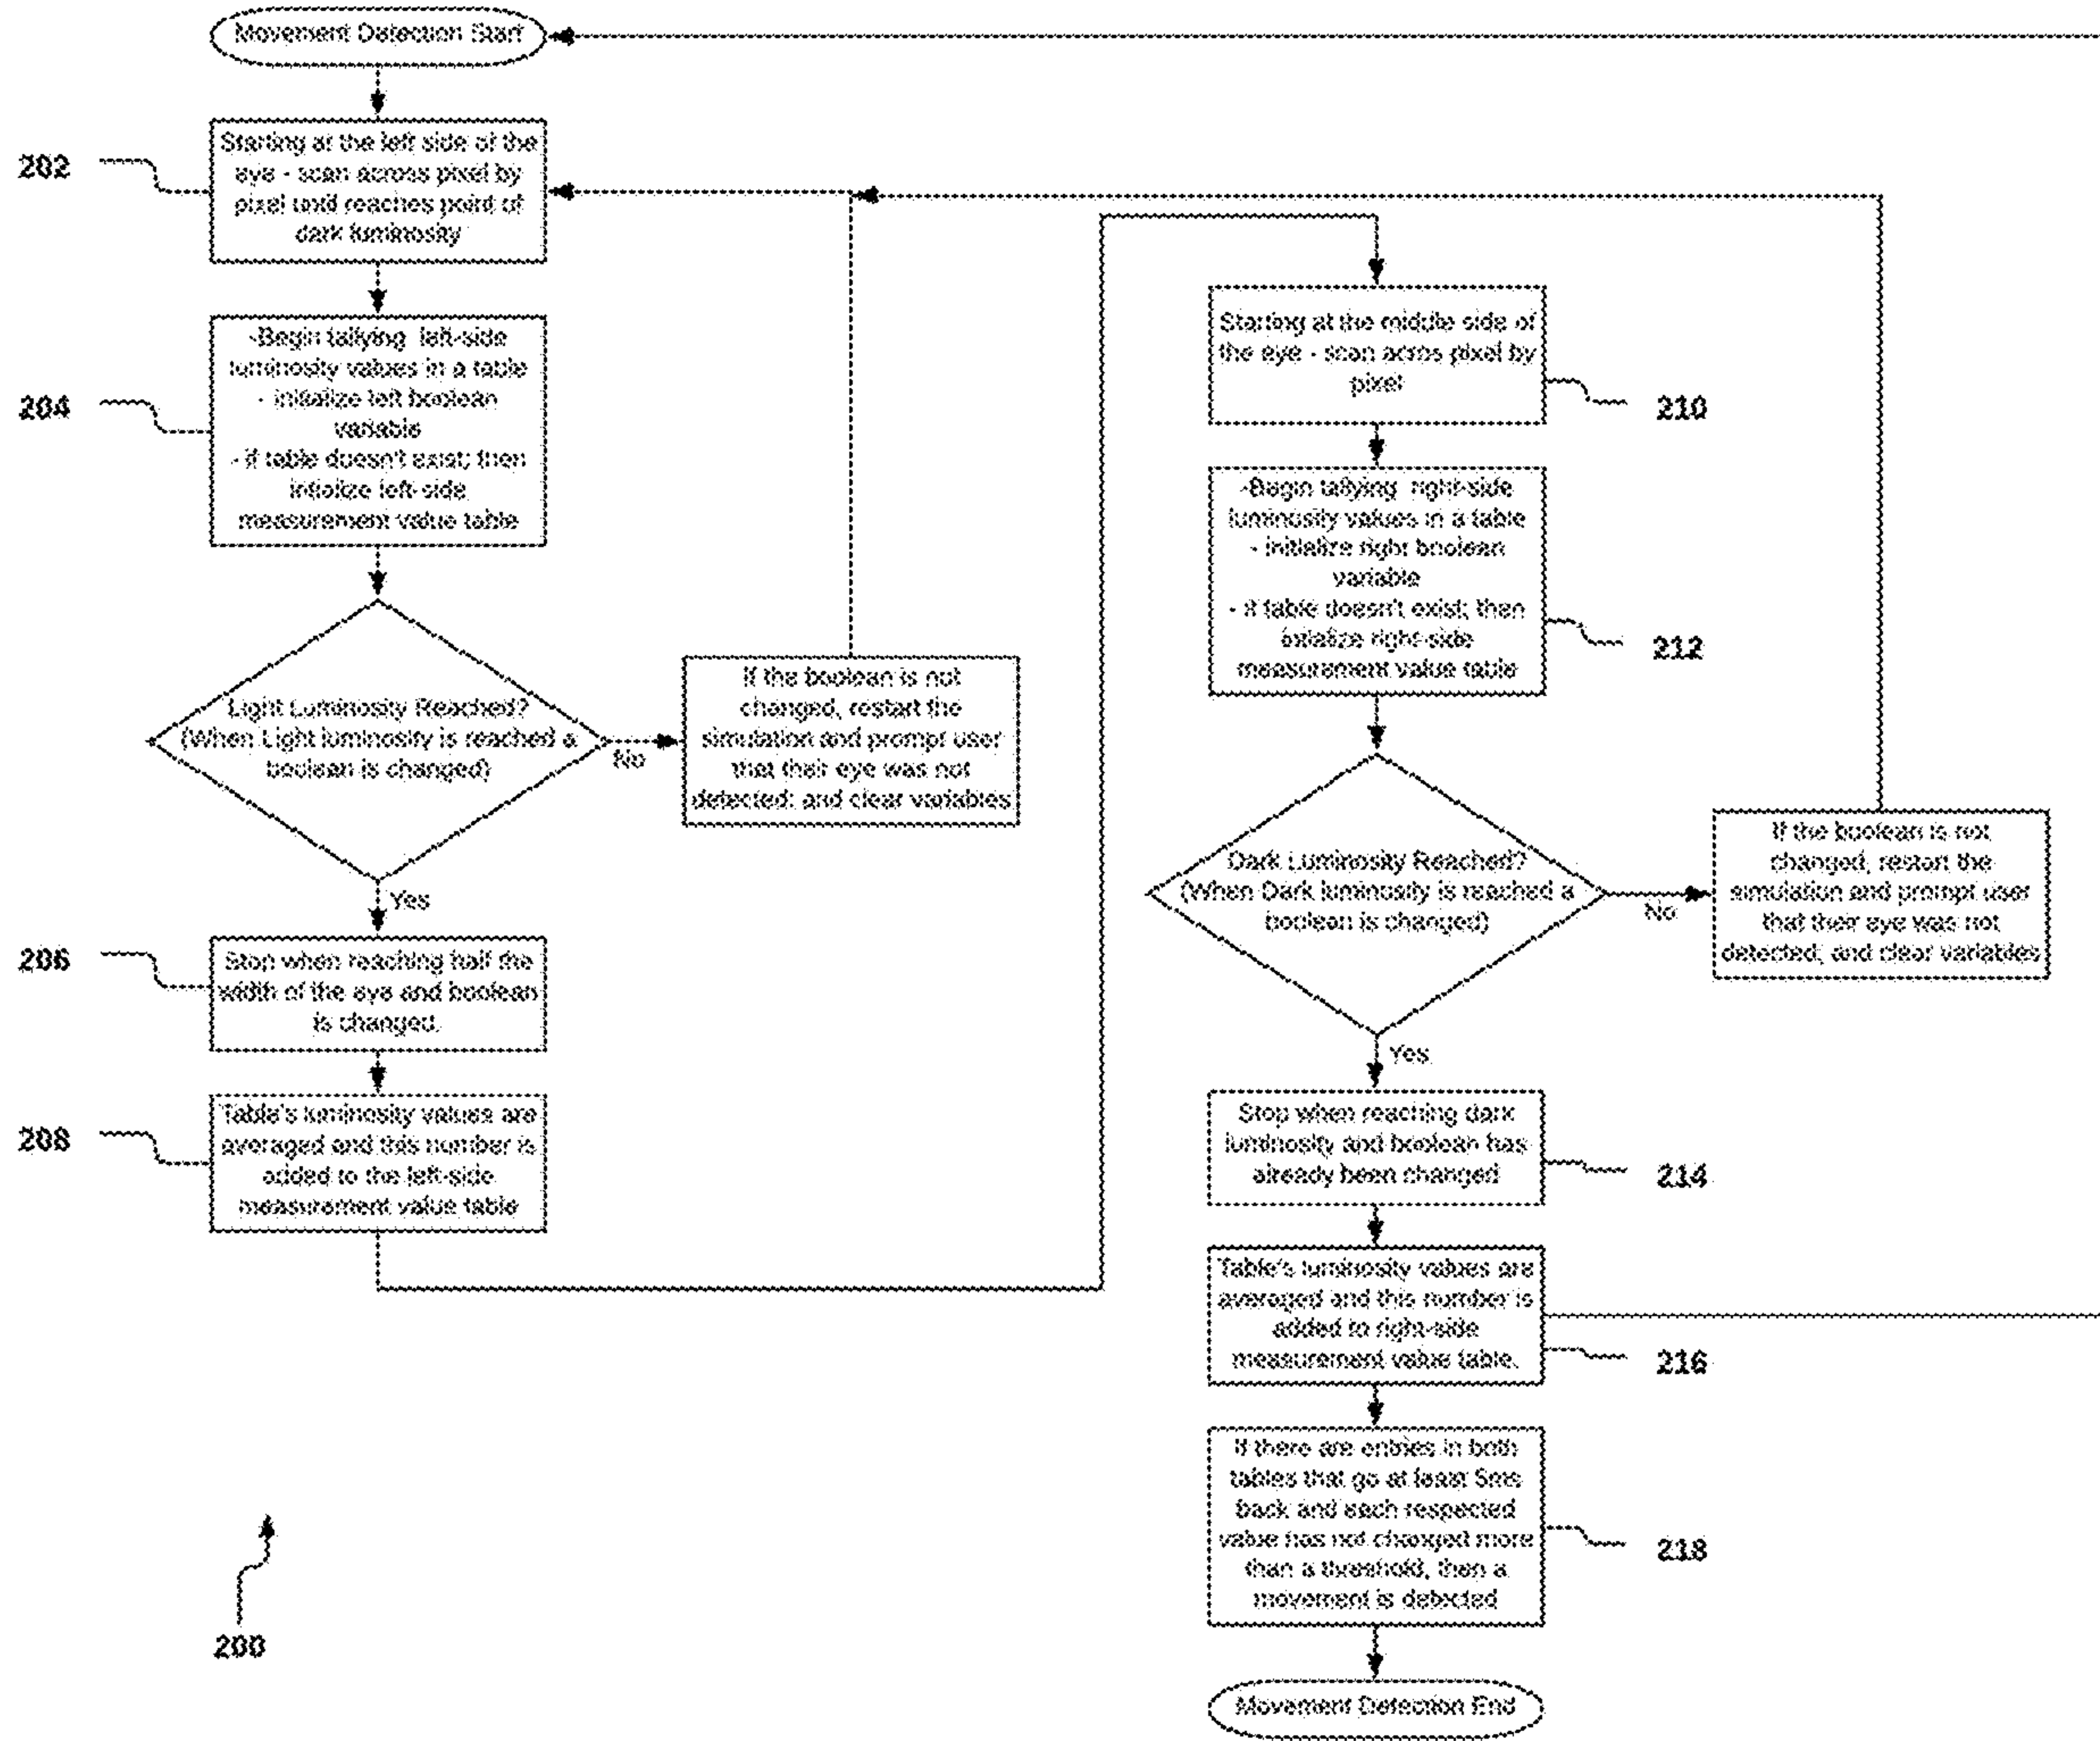 Movement Detection Start
202
Starting at the left side of the
eye - scan across pixel by
pixel until reaches point of
dark luminosity
204
-Begin tallying left-side
luminosity values in a table
- initialize left boolean
variable
- if table doesn't exist; then
intialize left-side
measurement value table
Light Luminosity Reached?
(When Light luminosity is reached a
boolean is changed)
No
If the boolean is not
changed, restart the
simulation and prompt user
that their eye was not
detected; and clear variables
Yes
206
Stop when reaching half the
width of the eye and boolean
is changed.
208
Table's luminosity values are
averaged and this number is
added to the left-side
measurement value table
200
Starting at the middle side of
the eye - scan acros pixel by
pixel
210
-Begin tallying right-side
luminosity values in a table
- initialize right boolean
variable
- if table doesn't exist; then
intialize right-side
measurement value table
212
Dark Luminosity Reached?
(When Dark luminosity is reached a
boolean is changed)
No
If the boolean is not
changed, restart the
simulation and prompt user
that their eye was not
detected; and clear variables
Yes
Stop when reaching dark
luminosity and boolean has
already been changed
214
Table's luminosity values are
averaged and this number is
added to right-side
measurement value table.
216
If there are entries in both
tables that go at least 5ms
back and each respected
value has not changed more
than a threshold, then a
movement is detected
218
Movement Detection End